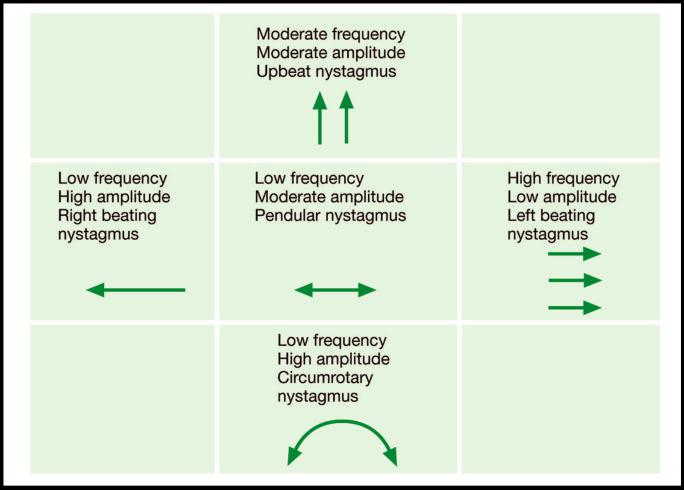 Moderate frequency
Moderate amplitude
Upbeat nystagmus
Low frequency
High amplitude
Right beating
nystagmus
Low frequency
Moderate amplitude
Pendular nystagmus
High frequency
Low amplitude
Left beating
nystagmus
Low frequency
High amplitude
Circumrotary
nystagmus